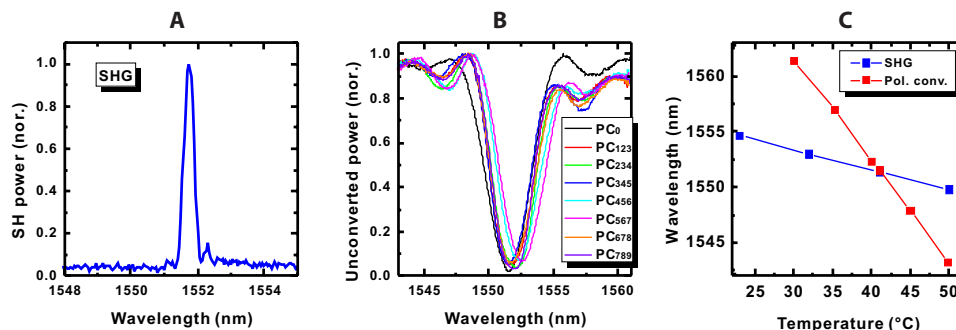 A
B
C
SHG
SH power (nor.)
1.0
0.8
0.6
0.4
0.2
0.0
1548
1550
1552
1554
Wavelength (nm)
Unconverted power (nor.)
1.0
0.8
0.6
0.4
0.2
0.0
PC0
PC123
PC234
PC345
PC456
PC567
PC678
PC789
1545
1550
1555
1560
Wavelength (nm)
Wavelength (nm)
1560
1555
1550
1545
SHG
Pol. conv.
25
30
35
40
45
50
Temperature (°C)